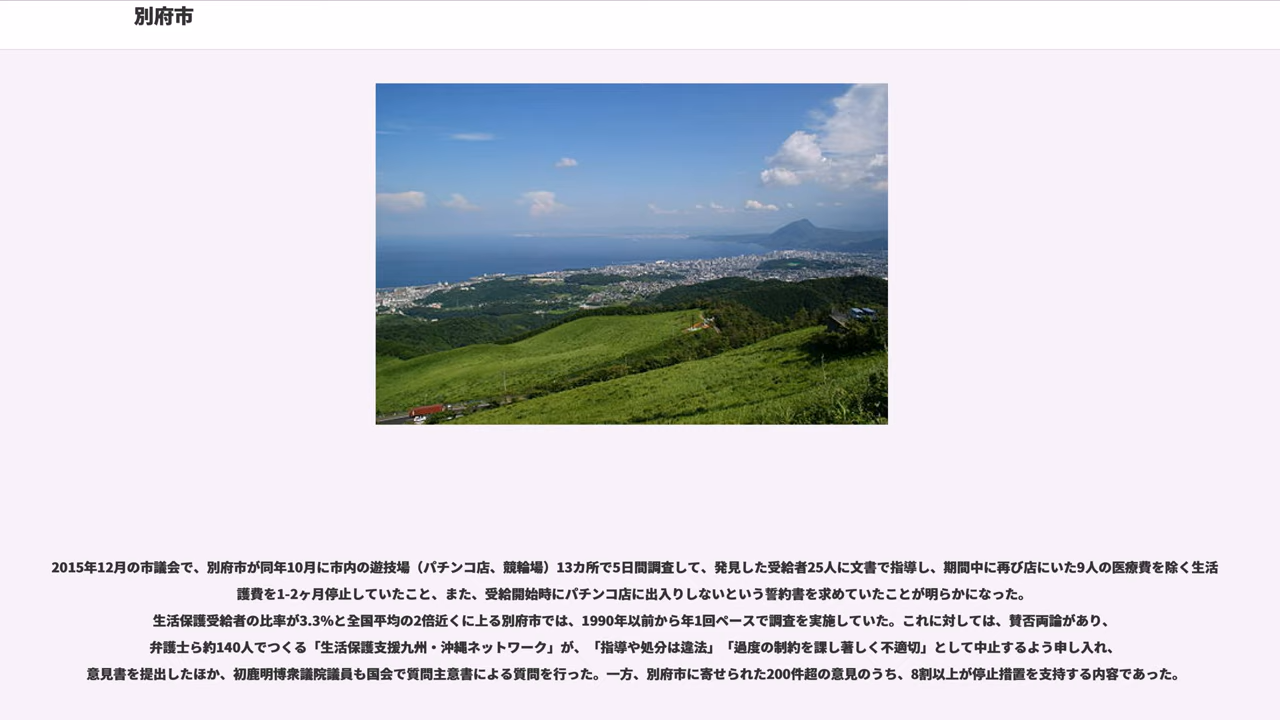 別府市
2015年12月の市議会で、別府市が同年10月に市内の遊技場（パチンコ店、競輪場）13カ所で5日間調査して、発見した受給者25人に文書で指導し、期間中に再び店にいた9人の医療費を除く生活
護費を1-2ヶ月停止していたこと、また、受給開始時にパチンコ店に出入りしないという誓約書を求めていたことが明らかになった。
生活保護受給者の比率が3.3%と全国平均の2倍近くに上る別府市では、1990年以前から年1回ペースで調査を実施していた。これに対しては、賛否両論があり、
弁護士ら約140人でつくる「生活保護支援九州・沖縄ネットワーク」が、「指導や処分は違法」「過度の制約を課し著しく不適切」として中止するよう申し入れ、
意見書を提出したほか、初鹿明博衆議院議員も国会で質問主意書による質問を行った。一方、別府市に寄せられた200件超の意見のうち、8割以上が停止措置を支持する内容であった。